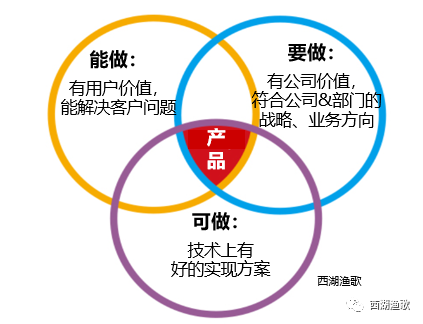 能做：
有用户价值，
能解决客户问题
要做：
有公司价值，
符合公司&部门的
战略、业务方向
产
品
可做：
技术上有
好的实现方案
西湖渔歌
西湖渔歌